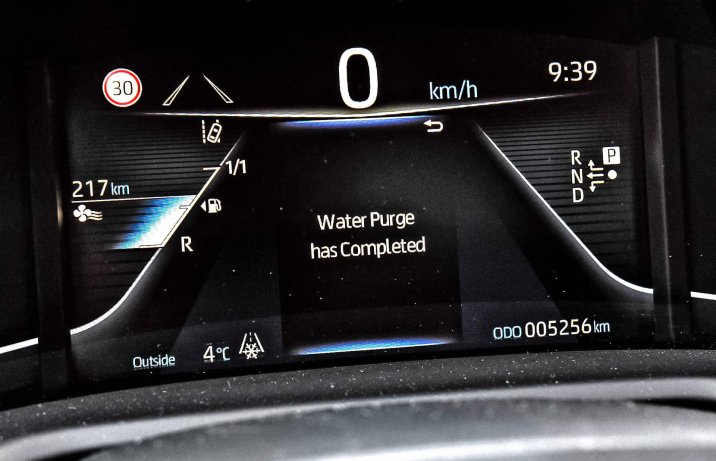 30
0
km/h
9:39
1/1
217 km
R
Water Purge
has Completed
R P
N
D
Outside 4°C
ODO 005256 km